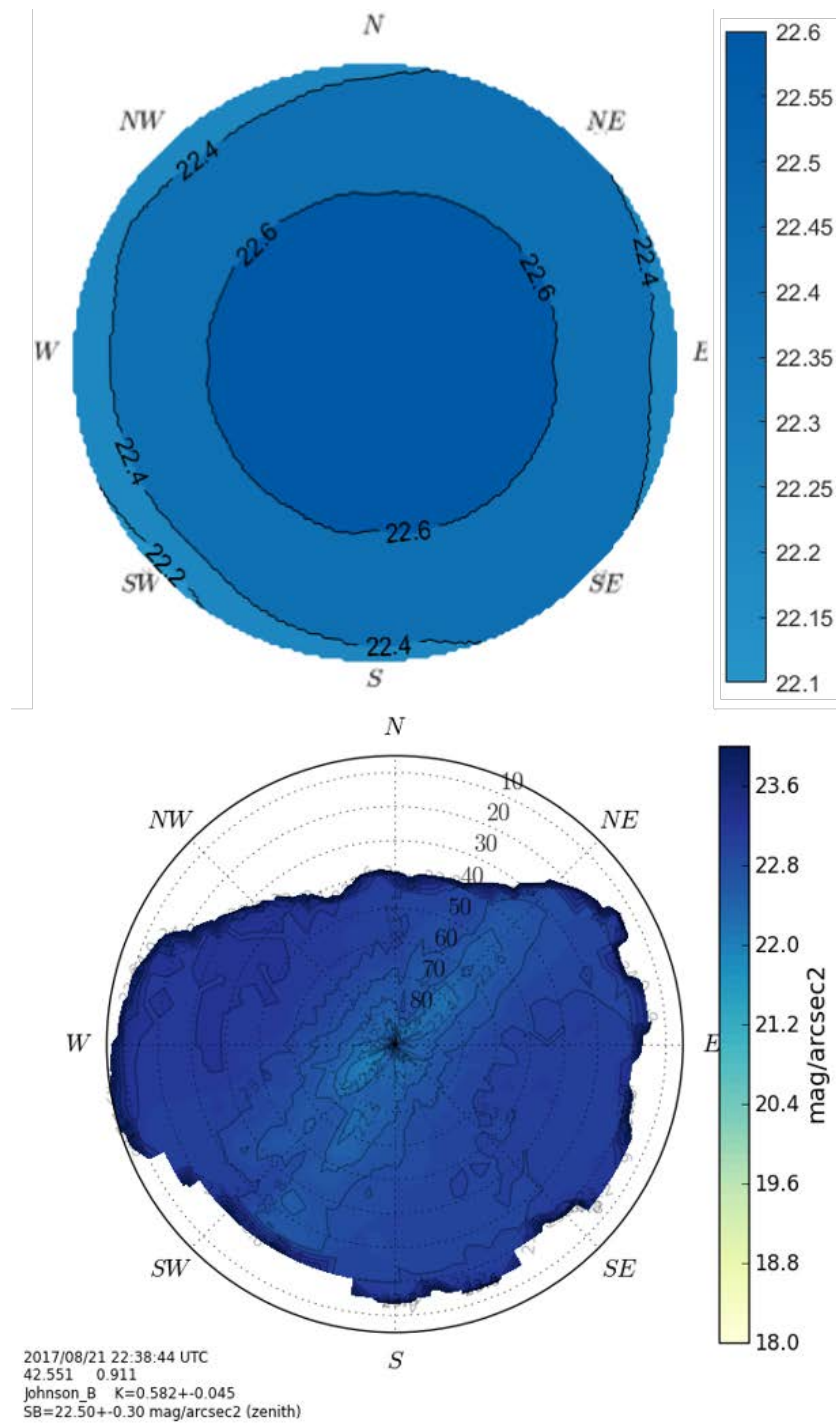 N
22.6
22.55
NW
NE
22.5
22.4
22.45
22.6
22.6
22.4
22.4
W
E
22.35
22.3
22.4
22.25
22.6
22.2
22.2
SW
SE
22.15
22.4
S
22.1
N
10
23.6
20
NW
NE
30
40
22.8
50
60
22.0
70
80
W
E
21.2
20.4
mag/arcsec2
19.6
SW
SE
18.8
18.0
S
2017/08/21 22:38:44 UTC
42.551 0.911
Johnson_B K=0.582+-0.045
SB=22.50+-0.30 mag/arcsec2 (zenith)